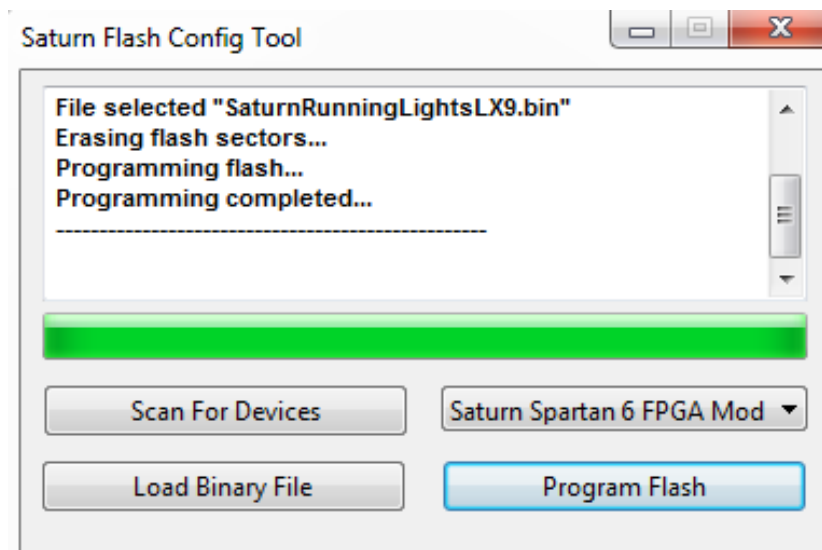 Saturn Flash Config Tool
File selected "SaturnRunningLightsLX9.bin"
Erasing flash sectors...
Programming flash...
Programming completed...
--------------------------------------------------
Scan For Devices
Saturn Spartan 6 FPGA Mod
Load Binary File
Program Flash